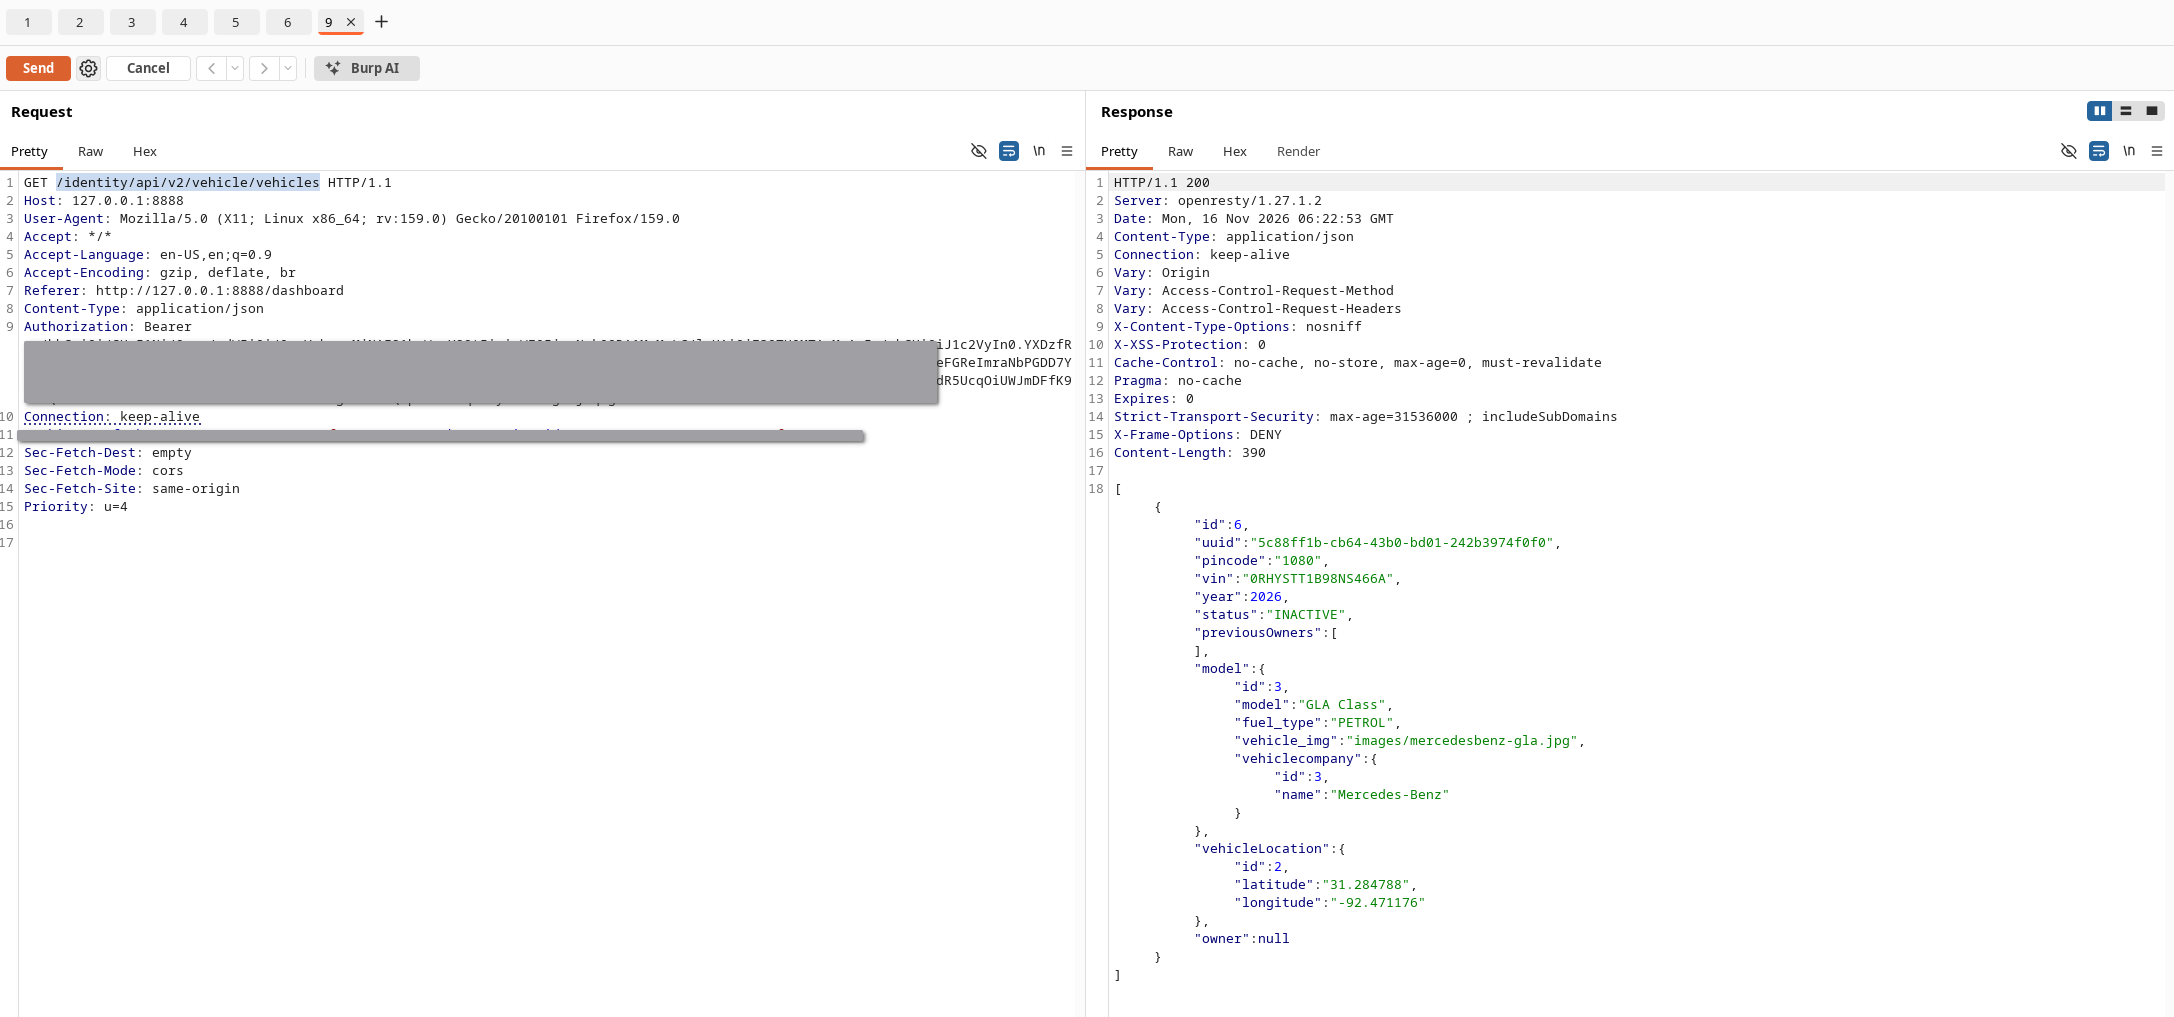 1 2 3 4 5 6 9 × +
Send Cancel Burp AI
Request
Pretty Raw Hex \n
1 GET /identity/api/v2/vehicle/vehicles HTTP/1.1
2 Host: 127.0.0.1:8888
3 User-Agent: Mozilla/5.0 (X11; Linux x86_64; rv:159.0) Gecko/20100101 Firefox/159.0
4 Accept: */*
5 Accept-Language: en-US,en;q=0.9
6 Accept-Encoding: gzip, deflate, br
7 Referer: http://127.0.0.1:8888/dashboard
8 Content-Type: application/json
9 Authorization: Bearer
iJ1c2VyIn0.YXDzfR
eFGReImraNbPGDD7Y
dR5UcqOiUWJmDFfK9
10 Connection: keep-alive
11
12 Sec-Fetch-Dest: empty
13 Sec-Fetch-Mode: cors
14 Sec-Fetch-Site: same-origin
15 Priority: u=4
16
17
Response
Pretty Raw Hex Render \n
1 HTTP/1.1 200
2 Server: openresty/1.27.1.2
3 Date: Mon, 16 Nov 2026 06:22:53 GMT
4 Content-Type: application/json
5 Connection: keep-alive
6 Vary: Origin
7 Vary: Access-Control-Request-Method
8 Vary: Access-Control-Request-Headers
9 X-Content-Type-Options: nosniff
10 X-XSS-Protection: 0
11 Cache-Control: no-cache, no-store, max-age=0, must-revalidate
12 Pragma: no-cache
13 Expires: 0
14 Strict-Transport-Security: max-age=31536000 ; includeSubDomains
15 X-Frame-Options: DENY
16 Content-Length: 390
17
18 [
{
"id":6,
"uuid":"5c88ff1b-cb64-43b0-bd01-242b3974f0f0",
"pincode":"1080",
"vin":"0RHYSTT1B98NS466A",
"year":2026,
"status":"INACTIVE",
"previousOwners":[
],
"model":{
"id":3,
"model":"GLA Class",
"fuel_type":"PETROL",
"vehicle_img":"images/mercedesbenz-gla.jpg",
"vehiclecompany":{
"id":3,
"name":"Mercedes-Benz"
}
},
"vehicleLocation":{
"id":2,
"latitude":"31.284788",
"longitude":"-92.471176"
},
"owner":null
}
]